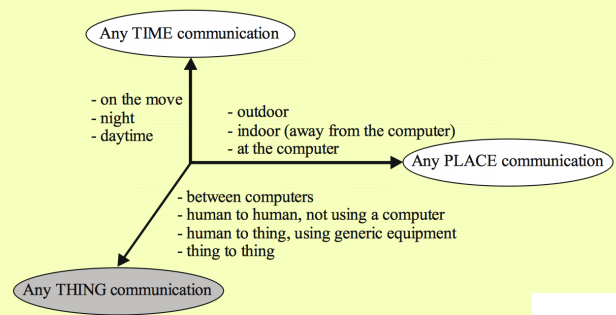 Any TIME communication
- on the move
- night
- daytime
- outdoor
- indoor (away from the computer)
- at the computer
Any PLACE communication
- between computers
- human to human, not using a computer
- human to thing, using generic equipment
- thing to thing
Any THING communication